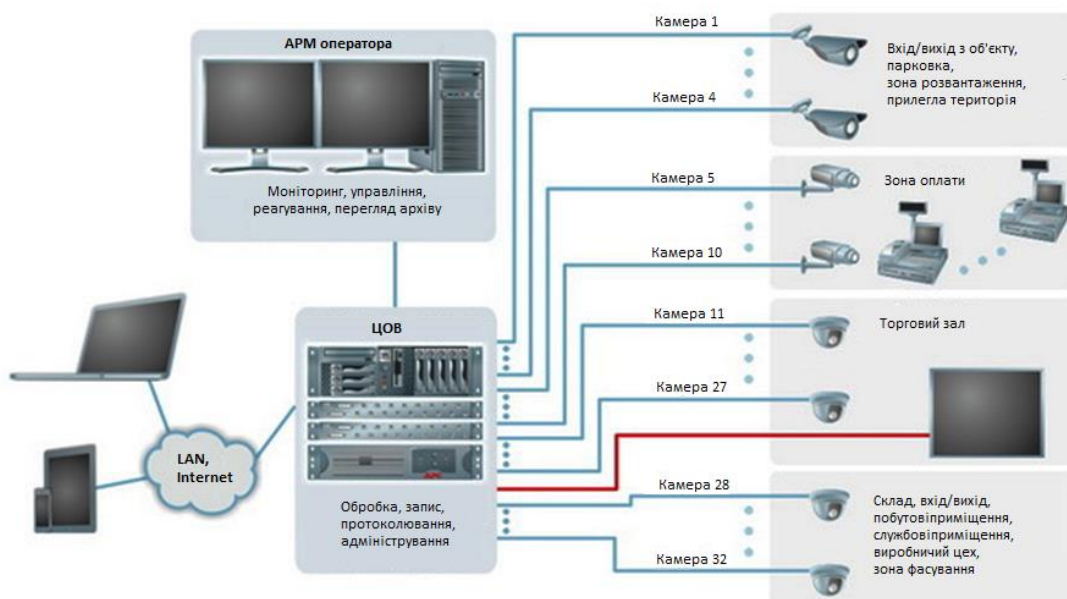 АРМ оператора
Моніторинг, управління,
реагування, перегляд архіву
ЦОВ
APC
Обробка, запис,
протоколювання,
адміністрування
LAN,
Internet
Камера 1
Камера 4
Вхід/вихід з об'єкту,
парковка,
зона розвантаження,
прилегла територія
Камера 5
Камера 10
Зона оплати
Камера 11
Камера 27
Торговий зал
Камера 28
Камера 32
Склад, вхід/вихід,
побутовіприміщення,
службовіприміщення,
виробничий цех,
зона фасування